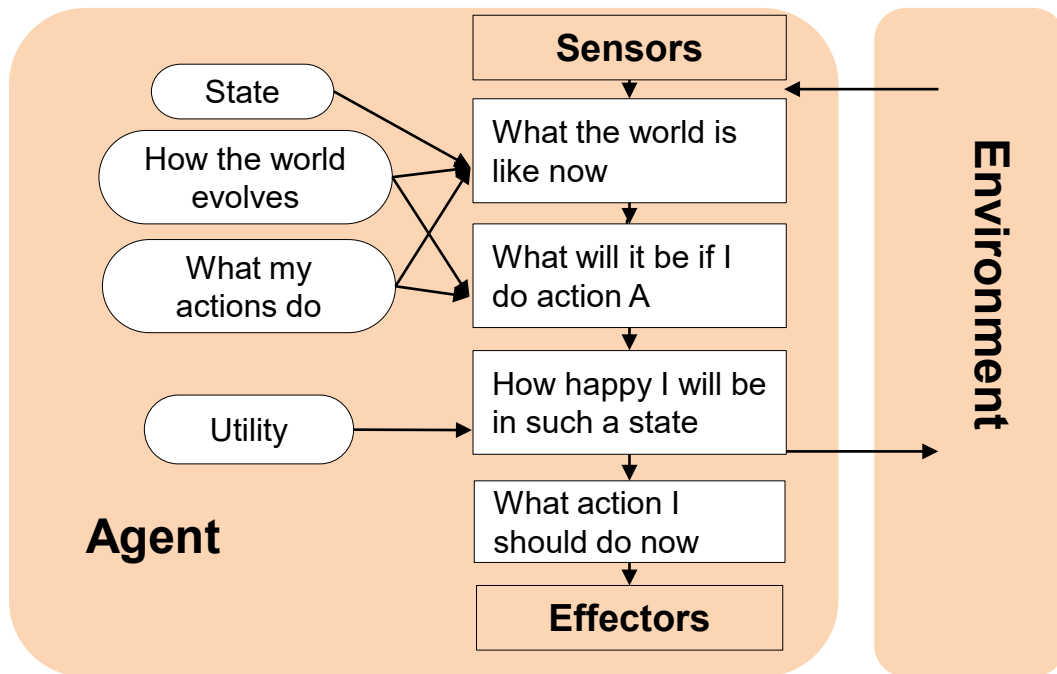 Sensors
State
What the world is
like now
How the world
evolves
What my
actions do
What will it be if I
do action A
How happy I will be
in such a state
Utility
What action I
should do now
Agent
Effectors
Environment